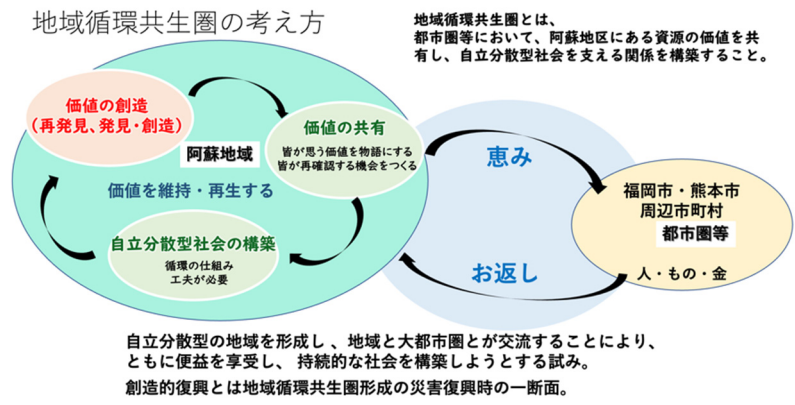 地域循環共生圏の考え方
地域循環共生圏とは、
都市圏等において、阿蘇地区にある資源の価値を共
有し、自立分散型社会を支える関係を構築すること。
価値の創造
（再発見、発見・創造）
価値の共有
皆が思う価値を物語にする
皆が再確認する機会をつくる
阿蘇地域
価値を維持・再生する
自立分散型社会の構築
循環の仕組み
工夫が必要
恵み
お返し
福岡市・熊本市
周辺市町村
都市圏等
人・もの・金
自立分散型の地域を形成し 、地域と大都市圏とが交流することにより、
ともに便益を享受し、 持続的な社会を構築しようとする試み。
創造的復興とは地域循環共生圏形成の災害復興時の一断面。